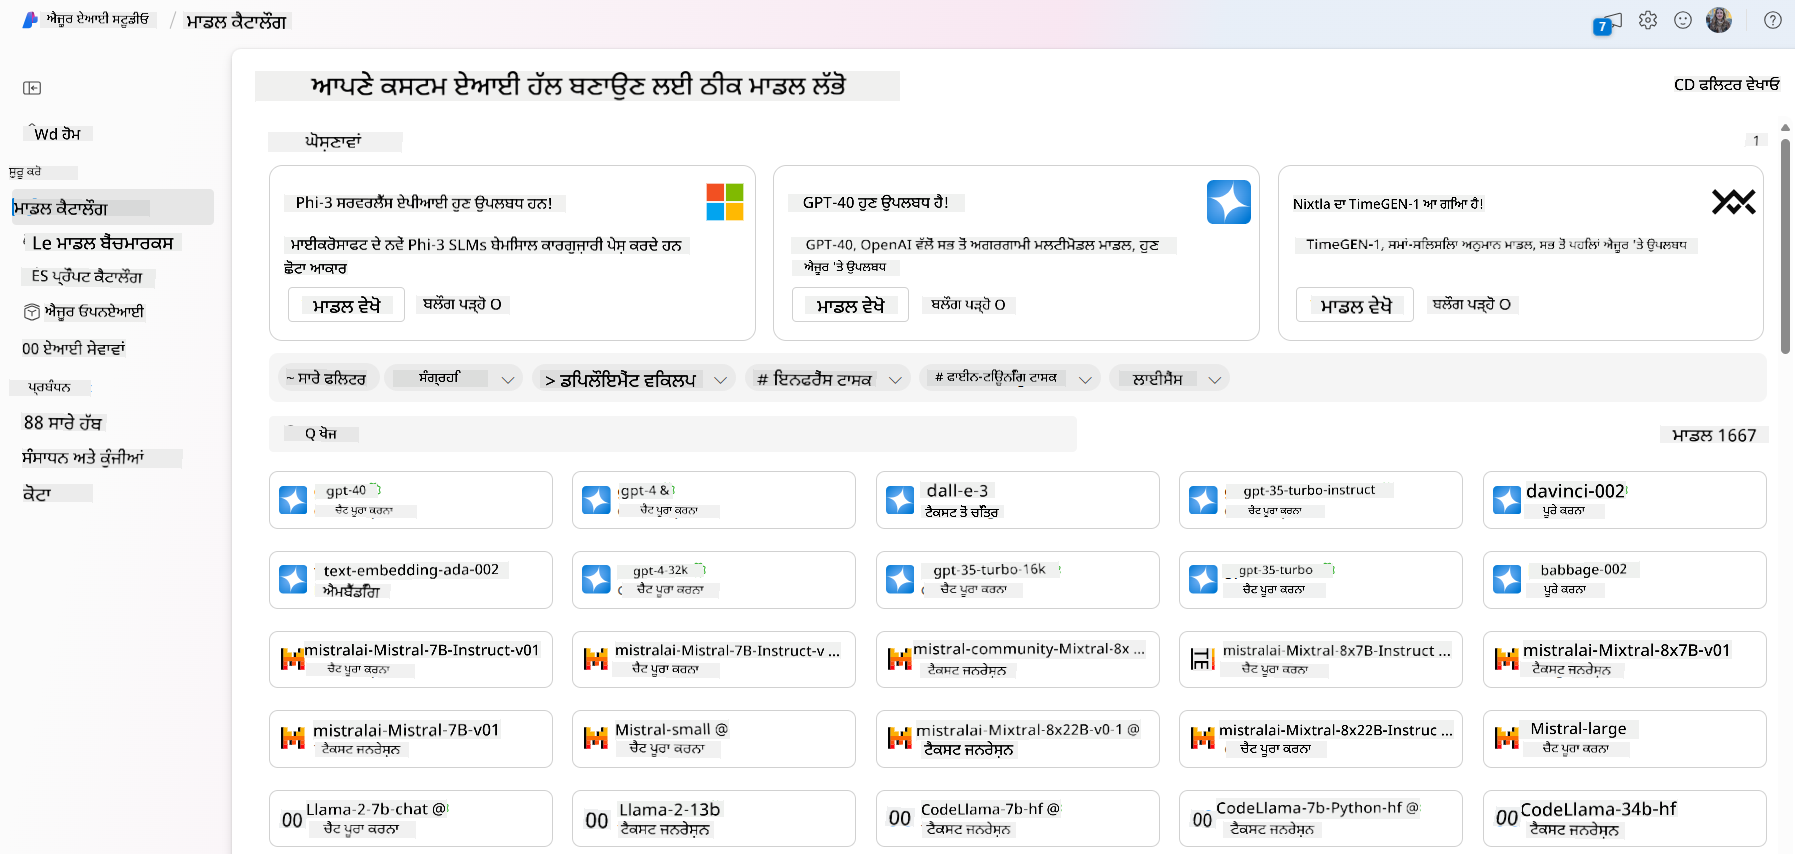 ਐਜ਼ੂਰ ਏਆਈ ਸਟੂਡੀਓ / ਮਾਡਲ ਕੈਟਾਲੌਗ
7
ਆਪਣੇ ਕਸਟਮ ਏਆਈ ਹੱਲ ਬਣਾਉਣ ਲਈ ਠੀਕ ਮਾਡਲ ਲੱਭੋ
CD ਫਿਲਟਰ ਵੇਖਾਓ
Wd ਹੋਮ
ਸ਼ੁਰੂ ਕਰੋ
ਮਾਡਲ ਕੈਟਾਲੌਗ
Le ਮਾਡਲ ਬੈਂਚਮਾਰਕਸ
ES ਪ੍ਰੌਂਪਟ ਕੈਟਾਲੌਗ
ਐਜ਼ੂਰ ਓਪਨਏਆਈ
00 ਏਆਈ ਸੇਵਾਵਾਂ
ਪ੍ਰਬੰਧਨ
88 ਸਾਰੇ ਹੱਬ
ਸੰਸਾਧਨ ਅਤੇ ਕੁੰਜੀਆਂ
ਕੋਟਾ
ਘੋਸ਼ਣਾਵਾਂ
1
Phi-3 ਸਰਵਰਲੈੱਸ ਏਪੀਆਈ ਹੁਣ ਉਪਲਬਧ ਹਨ!
ਮਾਈਕਰੋਸਾਫਟ ਦੇ ਨਵੇਂ Phi-3 SLMs ਬੇਮਿਸਾਲ ਕਾਰਗੁਜ਼ਾਰੀ ਪੇਸ਼ ਕਰਦੇ ਹਨ
ਛੋਟਾ ਆਕਾਰ
ਮਾਡਲ ਵੇਖੋ
ਬਲੌਗ ਪੜ੍ਹੋ O
GPT-40 ਹੁਣ ਉਪਲਬਧ ਹੈ!
GPT-40, OpenAI ਵੱਲੋਂ ਸਭ ਤੋਂ ਅਗਰਗਾਮੀ ਮਲਟੀਮੋਡਲ ਮਾਡਲ, ਹੁਣ
ਐਜ਼ੂਰ 'ਤੇ ਉਪਲਬਧ
ਮਾਡਲ ਵੇਖੋ
ਬਲੌਗ ਪੜ੍ਹੋ O
Nixtla ਦਾ TimeGEN-1 ਆ ਗਿਆ ਹੈ!
TimeGEN-1, ਸਮਾਂ-ਸਿਲਸਿਲਾ ਅਨੁਮਾਨ ਮਾਡਲ, ਸਭ ਤੋਂ ਪਹਿਲਾਂ ਐਜ਼ੂਰ 'ਤੇ ਉਪਲਬਧ
ਮਾਡਲ ਵੇਖੋ
ਬਲੌਗ ਪੜ੍ਹੋ O
~ ਸਾਰੇ ਫਿਲਟਰ
ਸੰਗ੍ਰਹਿ
> ਡਿਪਲੌਇਮੈਂਟ ਵਿਕਲਪ
# ਇਨਫਰੈਂਸ ਟਾਸਕ
# ਫਾਈਨ-ਟਿਊਨਿੰਗ ਟਾਸਕ
ਲਾਈਸੈਂਸ
Q ਖੋਜ
ਮਾਡਲ 1667
gpt-40
ਚੈਟ ਪੂਰਾ ਕਰਨਾ
gpt-4 &
ਚੈਟ ਪੂਰਾ ਕਰਨਾ
dall-e-3
ਟੈਕਸਟ ਤੋਂ ਚਿੱਤਰ
gpt-35-turbo-instruct
ਚੈਟ ਪੂਰਾ ਕਰਨਾ
davinci-002
ਪੂਰੇ ਕਰਨਾ
text-embedding-ada-002
ਐਮਬੈੱਡਿੰਗ
gpt-4-32k
ਚੈਟ ਪੂਰਾ ਕਰਨਾ
gpt-35-turbo-16k
ਚੈਟ ਪੂਰਾ ਕਰਨਾ
gpt-35-turbo
ਚੈਟ ਪੂਰਾ ਕਰਨਾ
babbage-002
ਪੂਰੇ ਕਰਨਾ
mistralai-Mistral-7B-Instruct-v01
ਚੈਟ ਪੂਰਾ ਕਰਨਾ
mistralai-Mistral-7B-Instruct-v ...
ਚੈਟ ਪੂਰਾ ਕਰਨਾ
mistral-community-Mixtral-8x ...
ਟੈਕਸਟ ਜਨਰੇਸ਼ਨ
mistralai-Mixtral-8x7B-Instruct ...
ਚੈਟ ਪੂਰਾ ਕਰਨਾ
mistralai-Mixtral-8x7B-v01
ਟੈਕਸਟ ਜਨਰੇਸ਼ਨ
mistralai-Mistral-7B-v01
ਟੈਕਸਟ ਜਨਰੇਸ਼ਨ
Mistral-small @
ਚੈਟ ਪੂਰਾ ਕਰਨਾ
mistralai-Mixtral-8x22B-v0-1 @
ਟੈਕਸਟ ਜਨਰੇਸ਼ਨ
mistralai-Mixtral-8x22B-Instruc ...
ਚੈਟ ਪੂਰਾ ਕਰਨਾ
Mistral-large
ਚੈਟ ਪੂਰਾ ਕਰਨਾ
00 Llama-2-7b-chat @
ਚੈਟ ਪੂਰਾ ਕਰਨਾ
00 Llama-2-13b
ਟੈਕਸਟ ਜਨਰੇਸ਼ਨ
00 CodeLlama-7b-hf @
ਟੈਕਸਟ ਜਨਰੇਸ਼ਨ
00 CodeLlama-7b-Python-hf @
ਟੈਕਸਟ ਜਨਰੇਸ਼ਨ
00 CodeLlama-34b-hf
ਟੈਕਸਟ ਜਨਰੇਸ਼ਨ